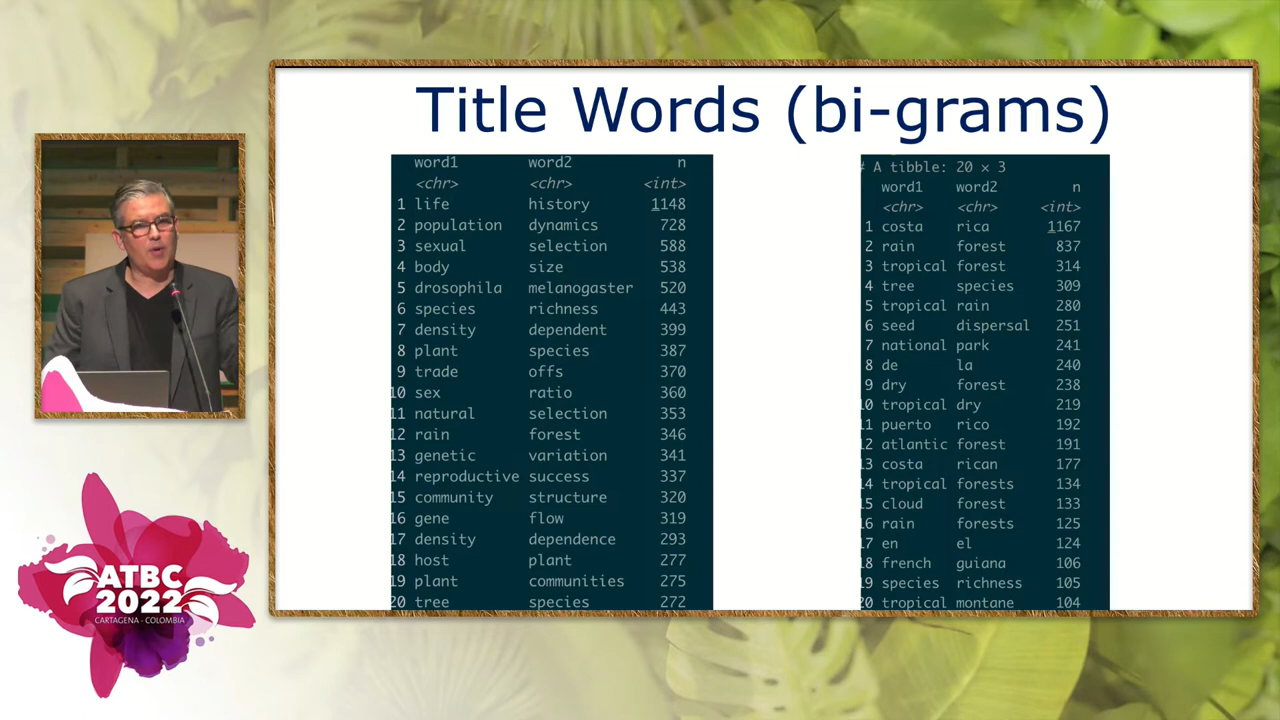 Title Words (bi-grams)
word1 word2 n
<chr> <chr> <int>
1 life history 1148
2 population dynamics 728
3 sexual selection 588
4 body size 538
5 drosophila melanogaster 520
6 species richness 443
7 density dependent 399
8 plant species 387
9 trade offs 370
10 sex ratio 360
11 natural selection 353
12 rain forest 346
13 genetic variation 341
14 reproductive success 337
15 community structure 320
16 gene flow 319
17 density dependence 293
18 host plant 277
19 plant communities 275
20 tree species 272
# A tibble: 20 × 3
word1 word2 n
<chr> <chr> <int>
1 costa rica 1167
2 rain forest 837
3 tropical forest 314
4 tree species 309
5 tropical rain 280
6 seed dispersal 251
7 national park 241
8 de la 240
9 dry forest 238
10 tropical dry 219
11 puerto rico 192
12 atlantic forest 191
13 costa rican 177
14 tropical forests 134
15 cloud forest 133
16 rain forests 125
17 en el 124
18 french guiana 106
19 species richness 105
20 tropical montane 104
ATBC
2022
CARTAGENA - COLOMBIA